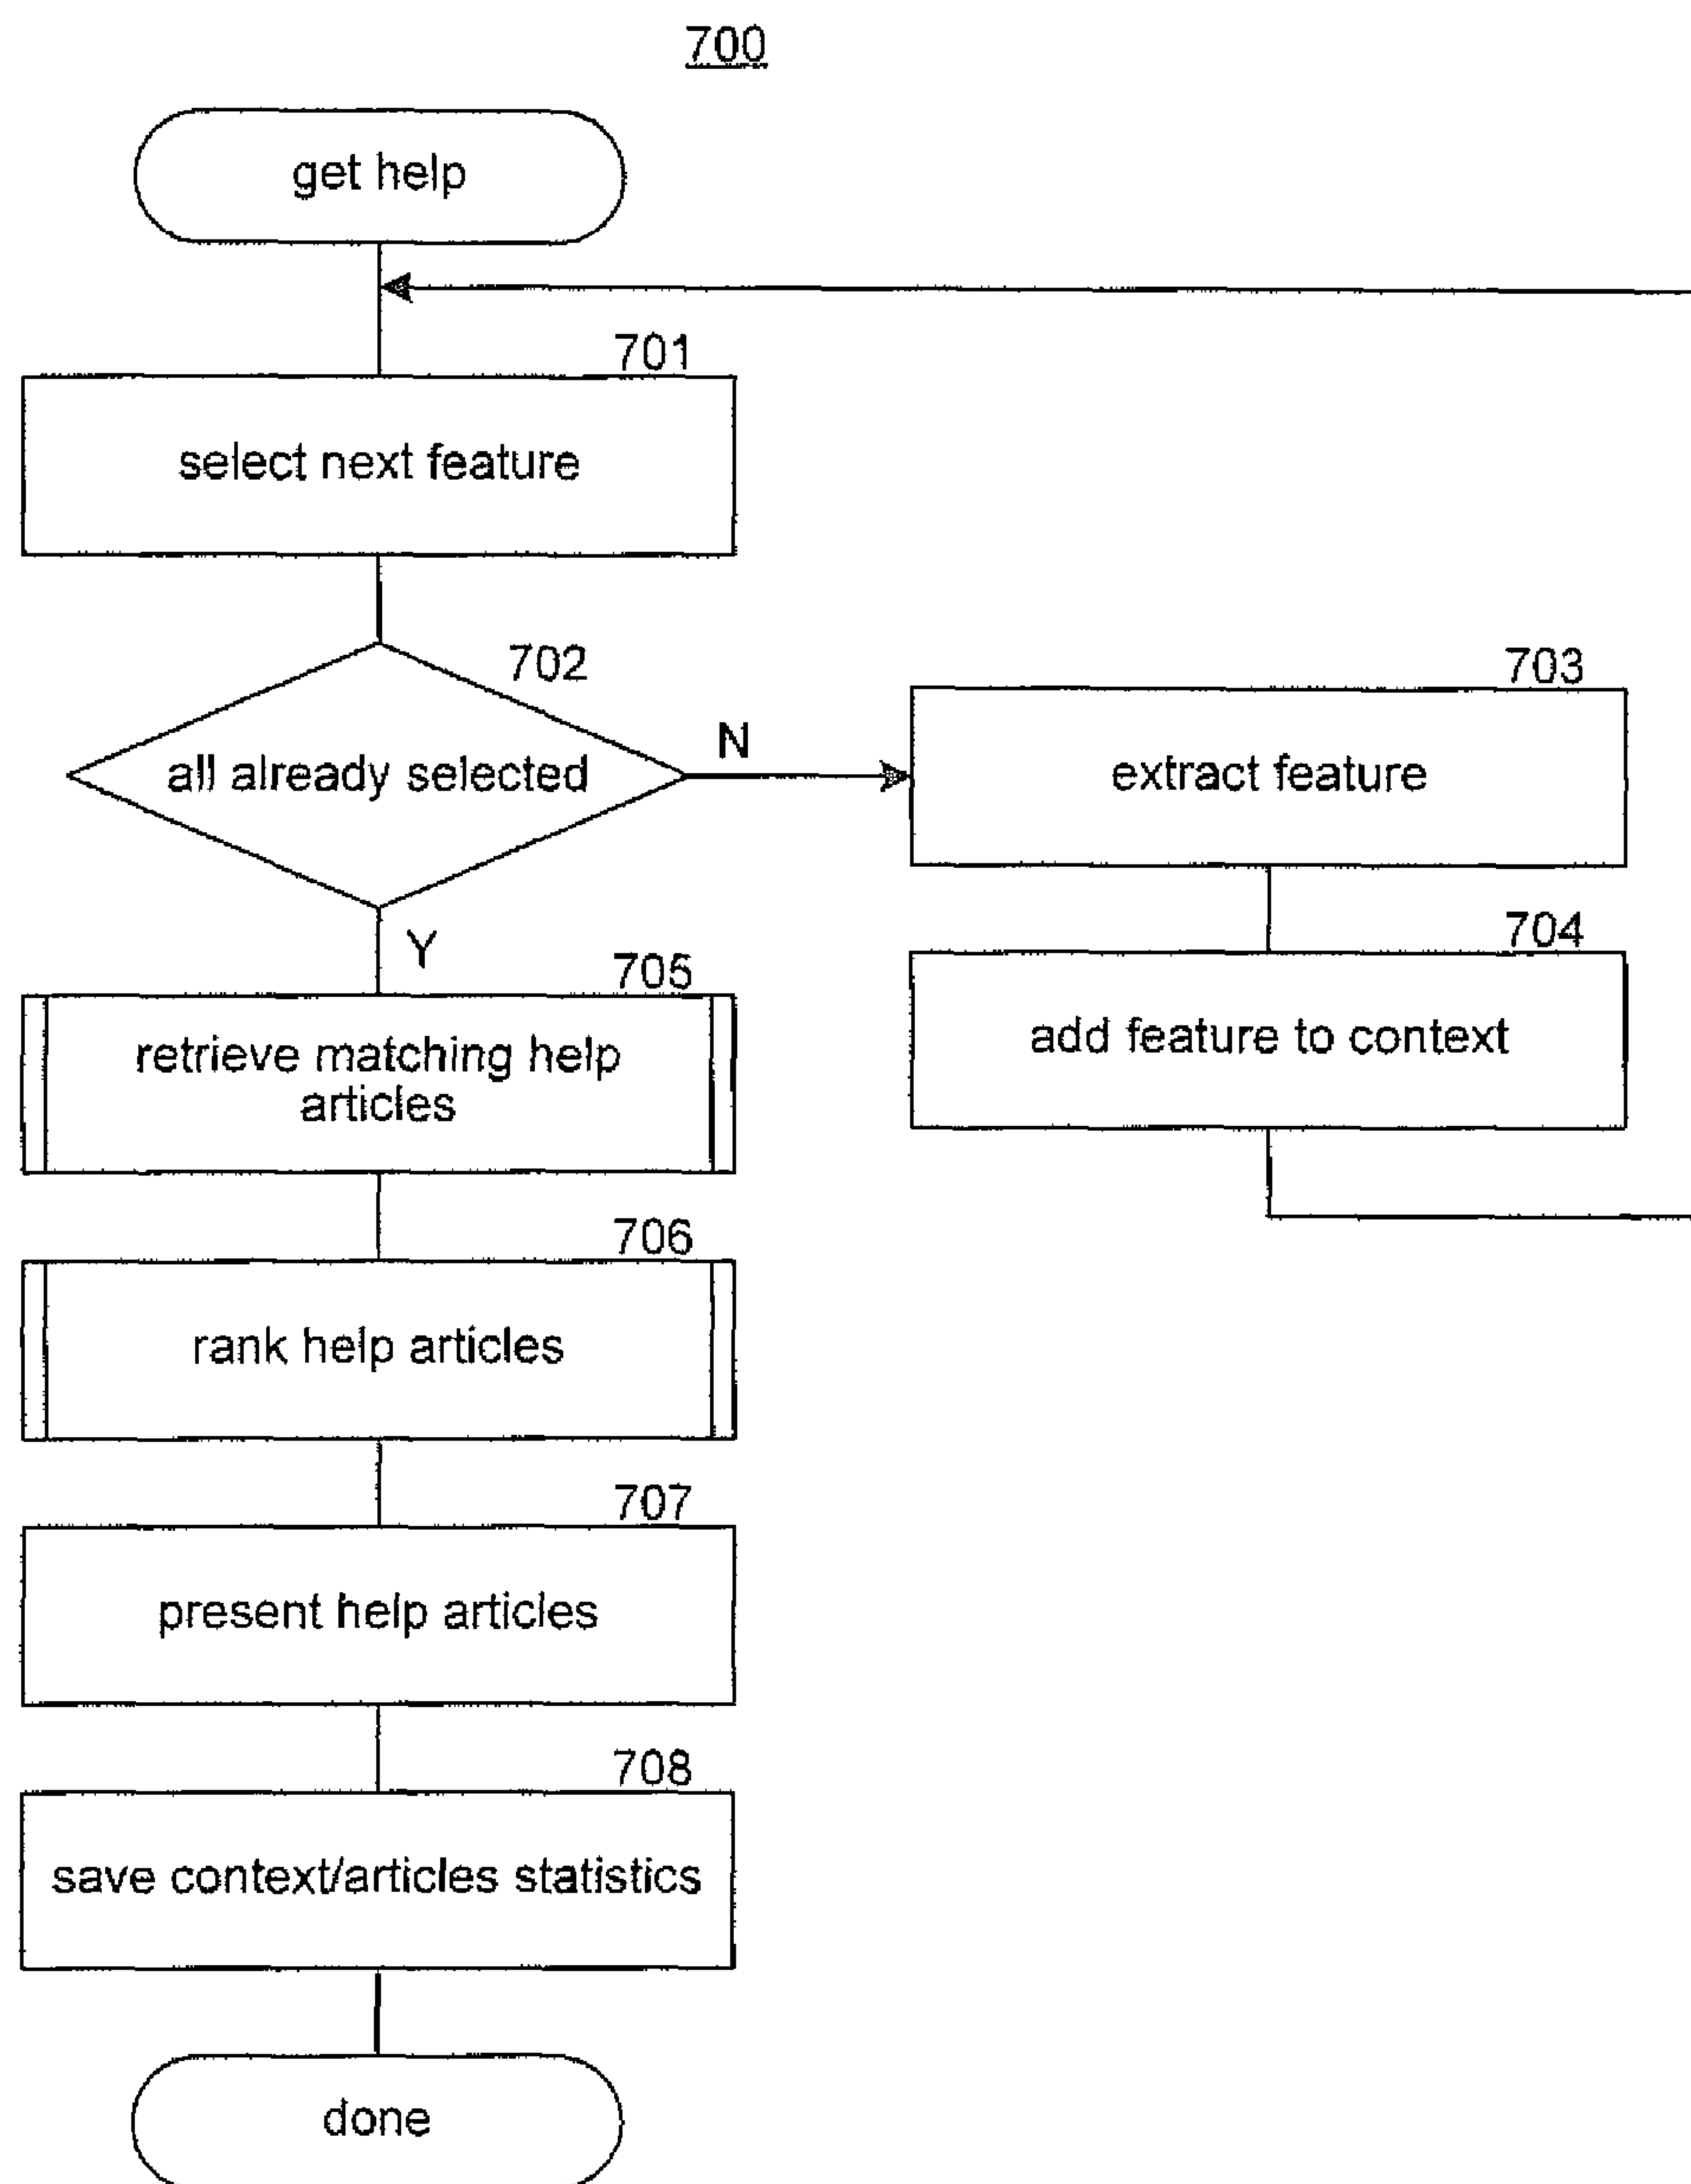 700
get help
701
select next feature
702
all already selected
N
703
extract feature
704
add feature to context
Y
705
retrieve matching help
articles
706
rank help articles
707
present help articles
708
save context/articles statistics
done